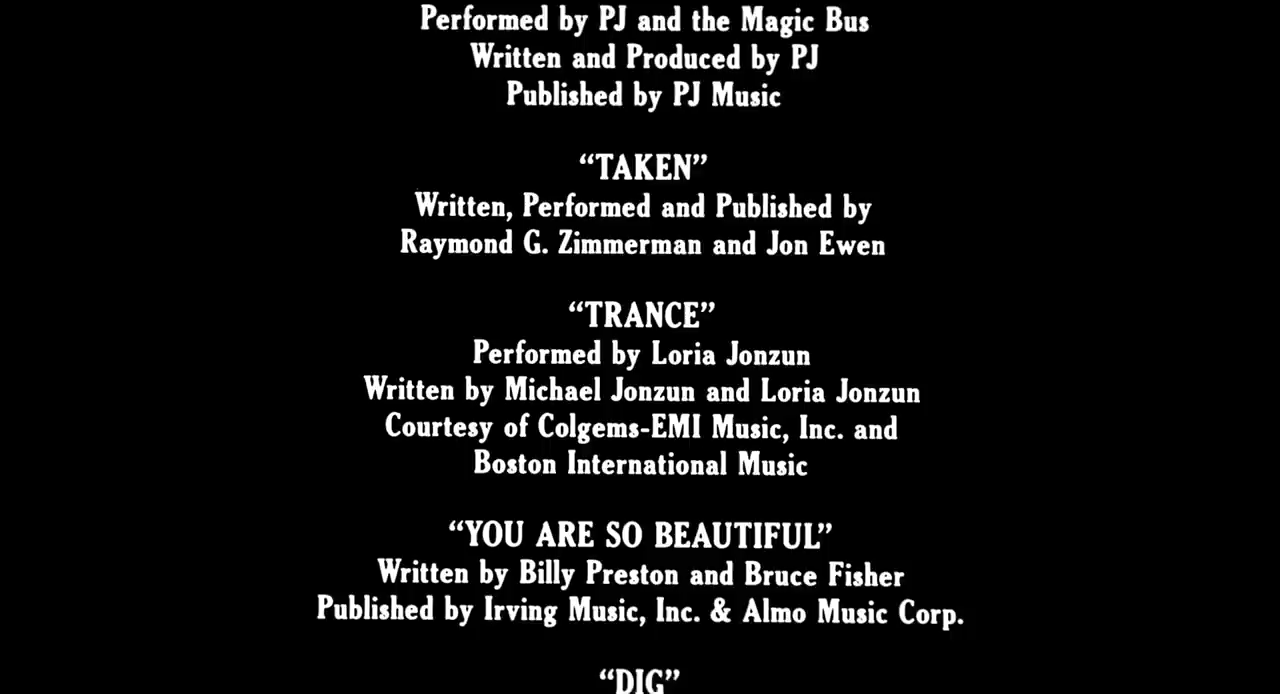 Performed by PJ and the Magic Bus
Written and Produced by PJ
Published by PJ Music
“TAKEN”
Written, Performed and Published by
Raymond G. Zimmerman and Jon Ewen
“TRANCE”
Performed by Loria Jonzun
Written by Michael Jonzun and Loria Jonzun
Courtesy of Colgems-EMI Music, Inc. and
Boston International Music
“YOU ARE SO BEAUTIFUL”
Written by Billy Preston and Bruce Fisher
Published by Irving Music, Inc. & Almo Music Corp.
“DIG”